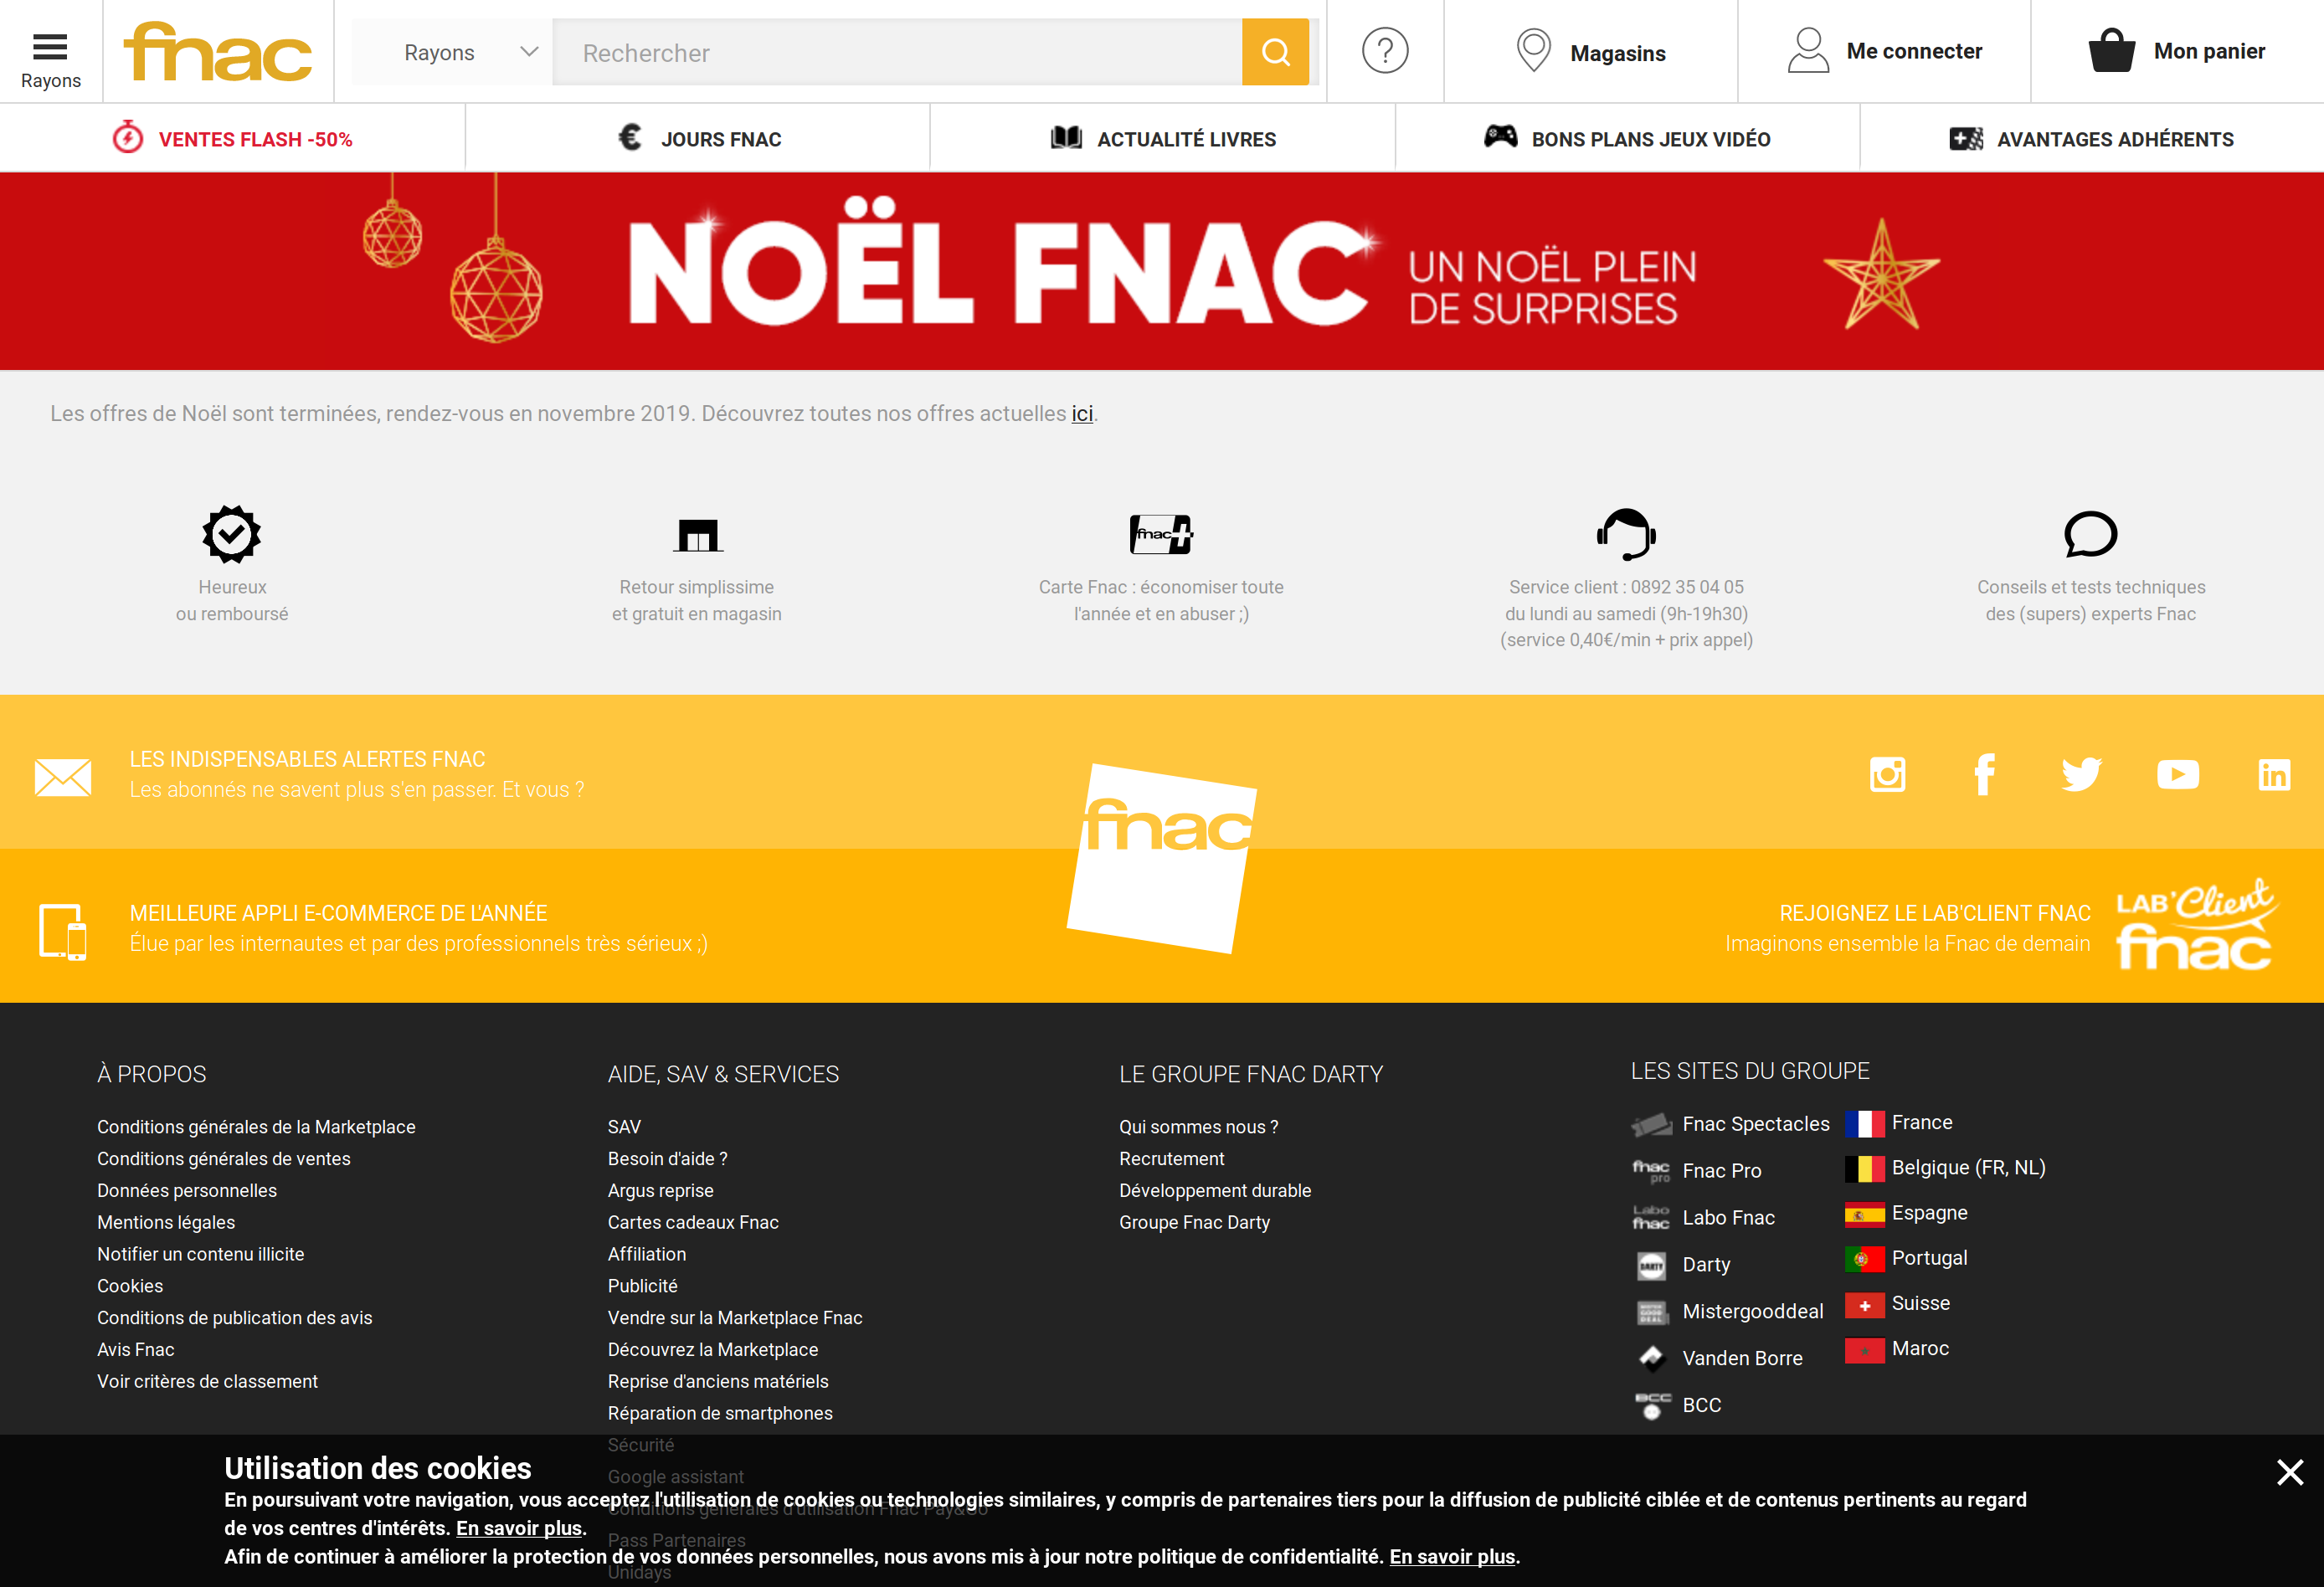 Rayons
fnac
Rayons
Rechercher
?
Magasins
Me connecter
Mon panier
VENTES FLASH -50%
€ JOURS FNAC
ACTUALITÉ LIVRES
BONS PLANS JEUX VIDÉO
AVANTAGES ADHÉRENTS
NOËL FNAC
UN NOËL PLEIN
DE SURPRISES
Les offres de Noël sont terminées, rendez-vous en novembre 2019. Découvrez toutes nos offres actuelles ici.
Heureux
ou remboursé
Retour simplissime
et gratuit en magasin
fnac+
Carte Fnac : économiser toute
l'année et en abuser ;)
Service client : 0892 35 04 05
du lundi au samedi (9h-19h30)
(service 0,40€/min + prix appel)
Conseils et tests techniques
des (supers) experts Fnac
LES INDISPENSABLES ALERTES FNAC
Les abonnés ne savent plus s'en passer. Et vous ?
fnac
MEILLEURE APPLI E-COMMERCE DE L'ANNÉE
Élue par les internautes et par des professionnels très sérieux ;)
REJOIGNEZ LE LAB'CLIENT FNAC
Imaginons ensemble la Fnac de demain
LAB'Client
fnac
À PROPOS
Conditions générales de la Marketplace
Conditions générales de ventes
Données personnelles
Mentions légales
Notifier un contenu illicite
Cookies
Conditions de publication des avis
Avis Fnac
Voir critères de classement
AIDE, SAV & SERVICES
SAV
Besoin d'aide ?
Argus reprise
Cartes cadeaux Fnac
Affiliation
Publicité
Vendre sur la Marketplace Fnac
Découvrez la Marketplace
Reprise d'anciens matériels
Réparation de smartphones
Sécurité
Google assistant
Conditions générales d'utilisation Fnac Pay&Go
Pass Partenaires
Unidays
LE GROUPE FNAC DARTY
Qui sommes nous ?
Recrutement
Développement durable
Groupe Fnac Darty
LES SITES DU GROUPE
Fnac Spectacles
fnac pro Fnac Pro
Labo fnac Labo Fnac
DARTY Darty
Mistergooddeal
Vanden Borre
BCC BCC
France
Belgique (FR, NL)
Espagne
Portugal
Suisse
Maroc
Utilisation des cookies
En poursuivant votre navigation, vous acceptez l'utilisation de cookies ou technologies similaires, y compris de partenaires tiers pour la diffusion de publicité ciblée et de contenus pertinents au regard
de vos centres d'intérêts. En savoir plus.
Afin de continuer à améliorer la protection de vos données personnelles, nous avons mis à jour notre politique de confidentialité. En savoir plus.